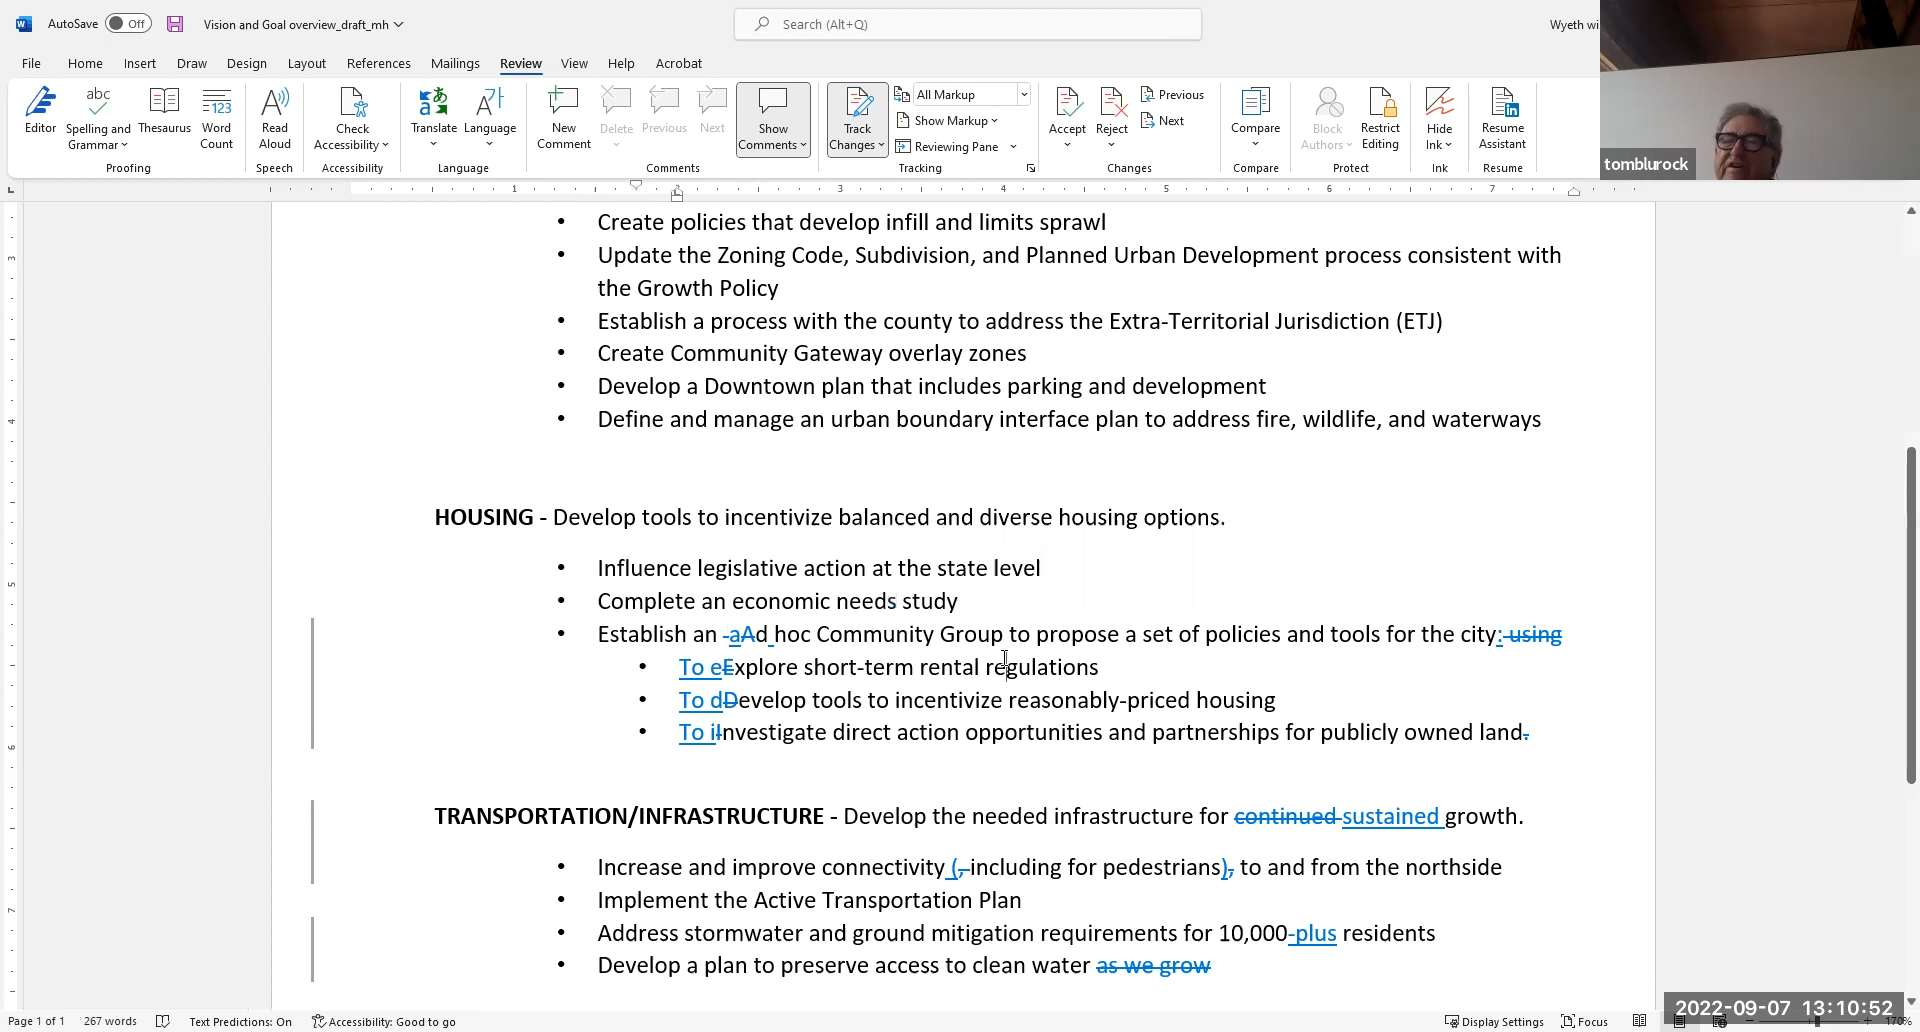 AutoSave Off Vision and Goal overview_draft_mh Search (Alt+Q) Wyeth wi
File Home Insert Draw Design Layout References Mailings Review View Help Acrobat
Editor Spelling and Grammar Thesaurus Word Count Read Aloud Check Accessibility Translate Language New Comment Delete Previous Next Show Comments Track Changes All Markup Show Markup Reviewing Pane Accept Reject Previous Next Compare Block Authors Restrict Editing Hide Ink Resume Assistant
Proofing Speech Accessibility Language Comments Tracking Changes Compare Protect Ink Resume
tomblurock
1 2 3 4 5 6 7
• Create policies that develop infill and limits sprawl
• Update the Zoning Code, Subdivision, and Planned Urban Development process consistent with
the Growth Policy
• Establish a process with the county to address the Extra-Territorial Jurisdiction (ETJ)
• Create Community Gateway overlay zones
• Develop a Downtown plan that includes parking and development
• Define and manage an urban boundary interface plan to address fire, wildlife, and waterways
HOUSING - Develop tools to incentivize balanced and diverse housing options.
• Influence legislative action at the state level
• Complete an economic needs study
• Establish an -aAd hoc Community Group to propose a set of policies and tools for the city: using
• To eExplore short-term rental regulations
• To dDevelop tools to incentivize reasonably-priced housing
• To iInvestigate direct action opportunities and partnerships for publicly owned land.
TRANSPORTATION/INFRASTRUCTURE - Develop the needed infrastructure for continued sustained growth.
• Increase and improve connectivity (, including for pedestrians), to and from the northside
• Implement the Active Transportation Plan
• Address stormwater and ground mitigation requirements for 10,000-plus residents
• Develop a plan to preserve access to clean water as we grow
2022-09-07 13:10:52
Page 1 of 1 267 words Text Predictions: On Accessibility: Good to go Display Settings Focus 170%